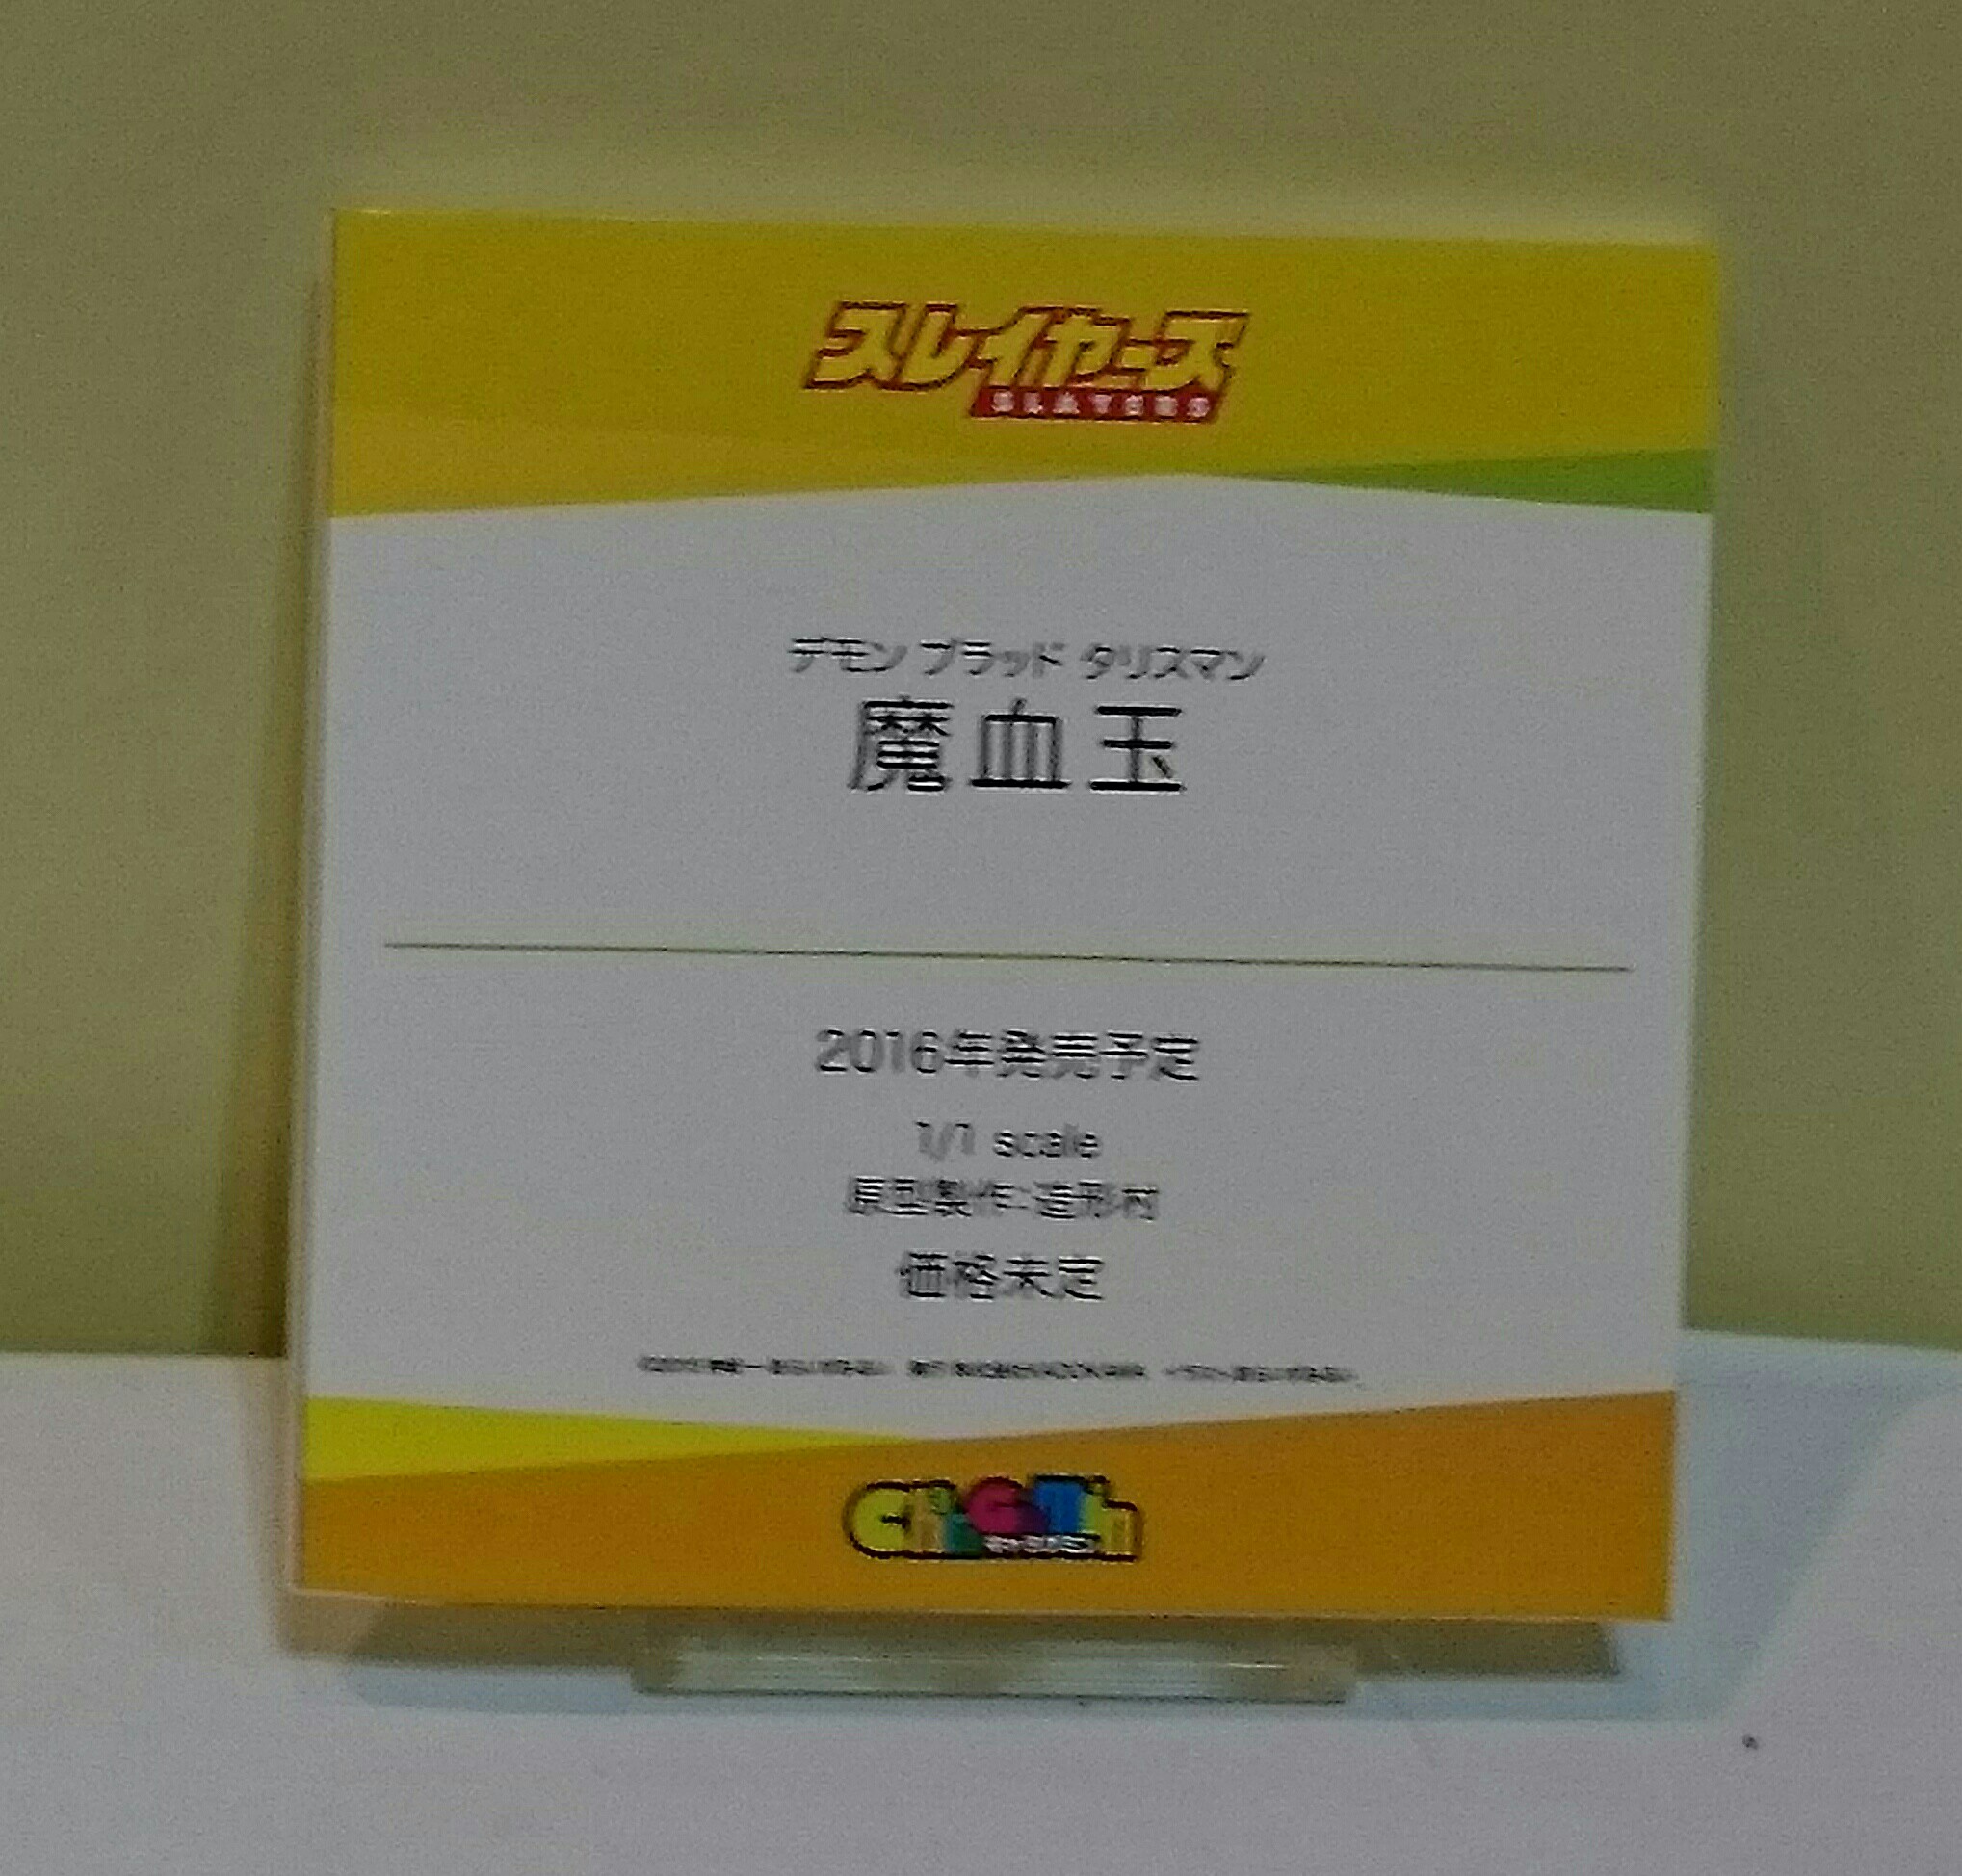 スレイヤーズ
SLAYERS
デモン ブラッド タリスマン
魔血玉
2016年発売予定
1/1 scale
原型製作:造形村
価格未定